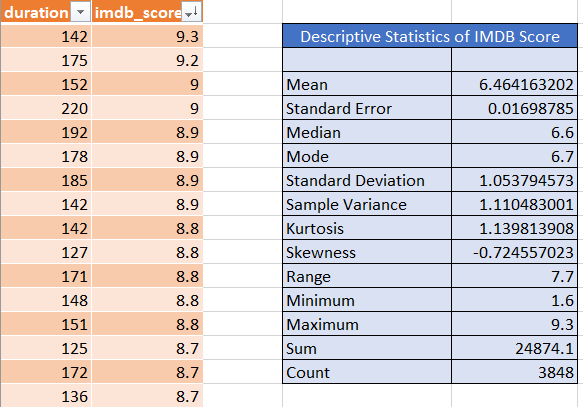 duration imdb_score
142 9.3
175 9.2
152 9
220 9
192 8.9
178 8.9
185 8.9
142 8.9
142 8.8
127 8.8
171 8.8
148 8.8
151 8.8
125 8.7
172 8.7
136 8.7
Descriptive Statistics of IMDB Score
Mean 6.464163202
Standard Error 0.01698785
Median 6.6
Mode 6.7
Standard Deviation 1.053794573
Sample Variance 1.110483001
Kurtosis 1.139813908
Skewness -0.724557023
Range 7.7
Minimum 1.6
Maximum 9.3
Sum 24874.1
Count 3848